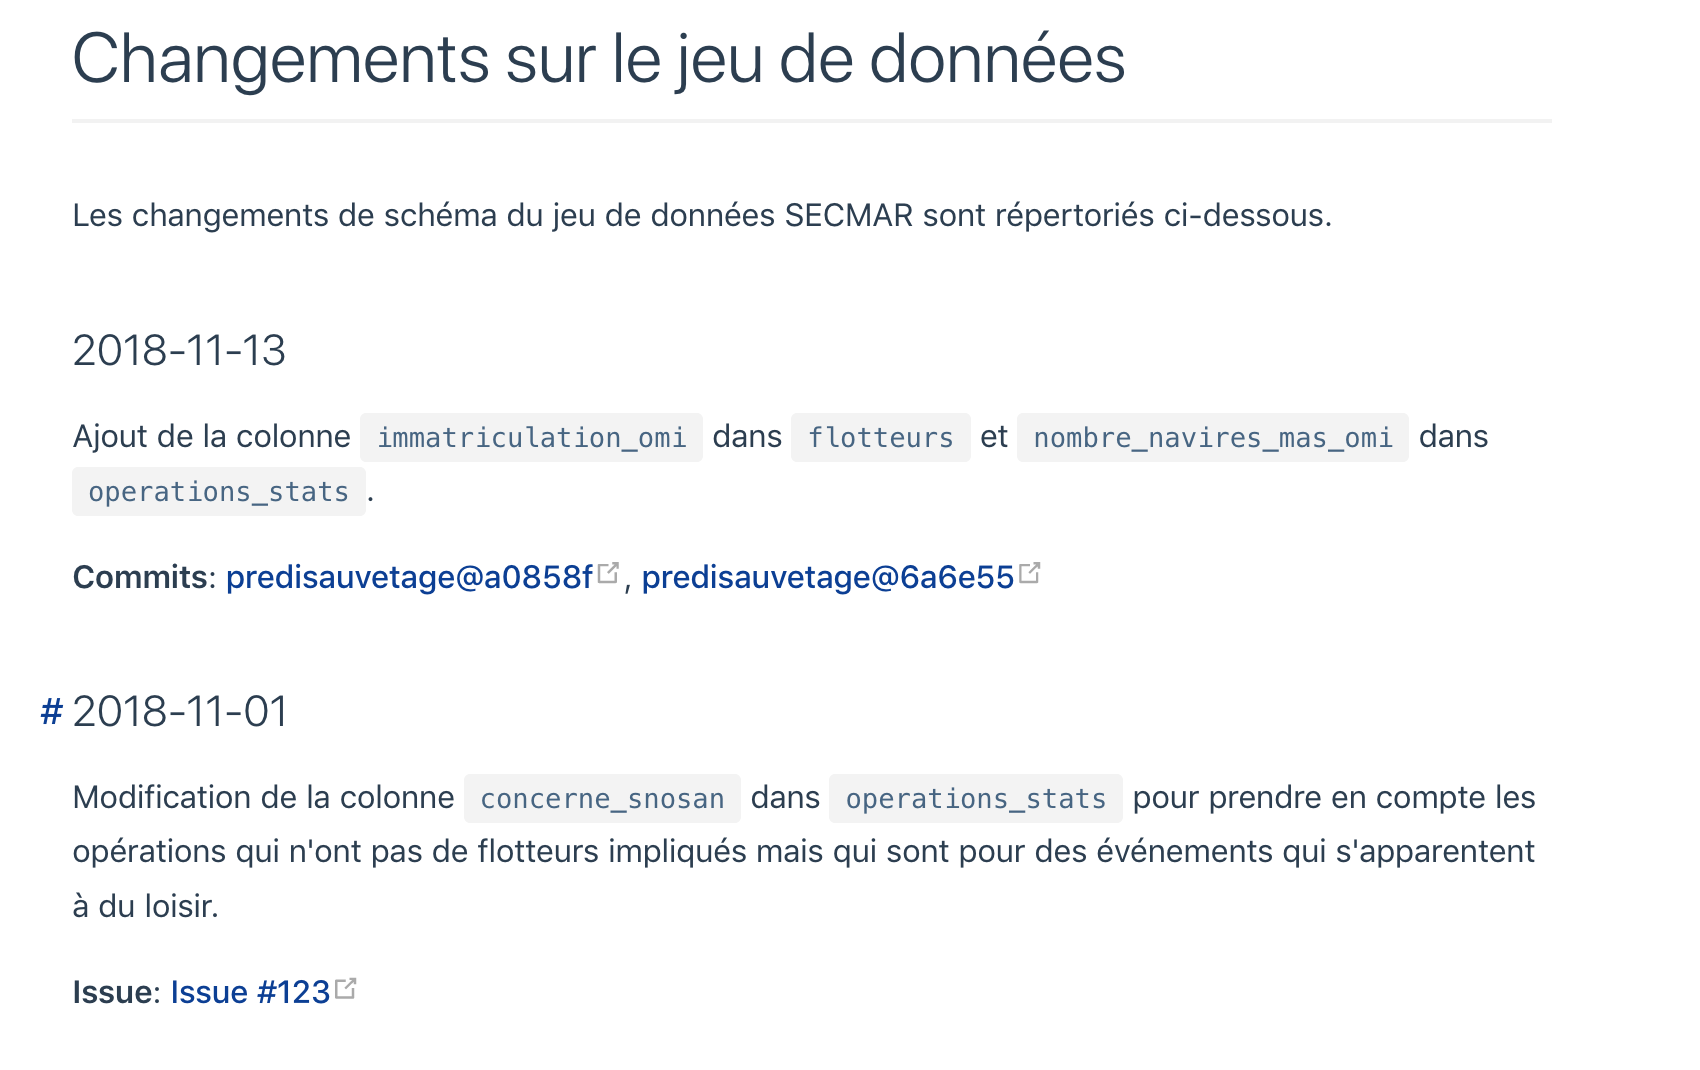 Changements sur le jeu de données
Les changements de schéma du jeu de données SECMAR sont répertoriés ci-dessous.
2018-11-13
Ajout de la colonne immatriculation_omi dans flotteurs et nombre_navires_mas_omi dans
operations_stats.
Commits: predisauvetage@a0858f, predisauvetage@6a6e55
# 2018-11-01
Modification de la colonne concerne_snosan dans operations_stats pour prendre en compte les
opérations qui n'ont pas de flotteurs impliqués mais qui sont pour des événements qui s'apparentent
à du loisir.
Issue: Issue #123